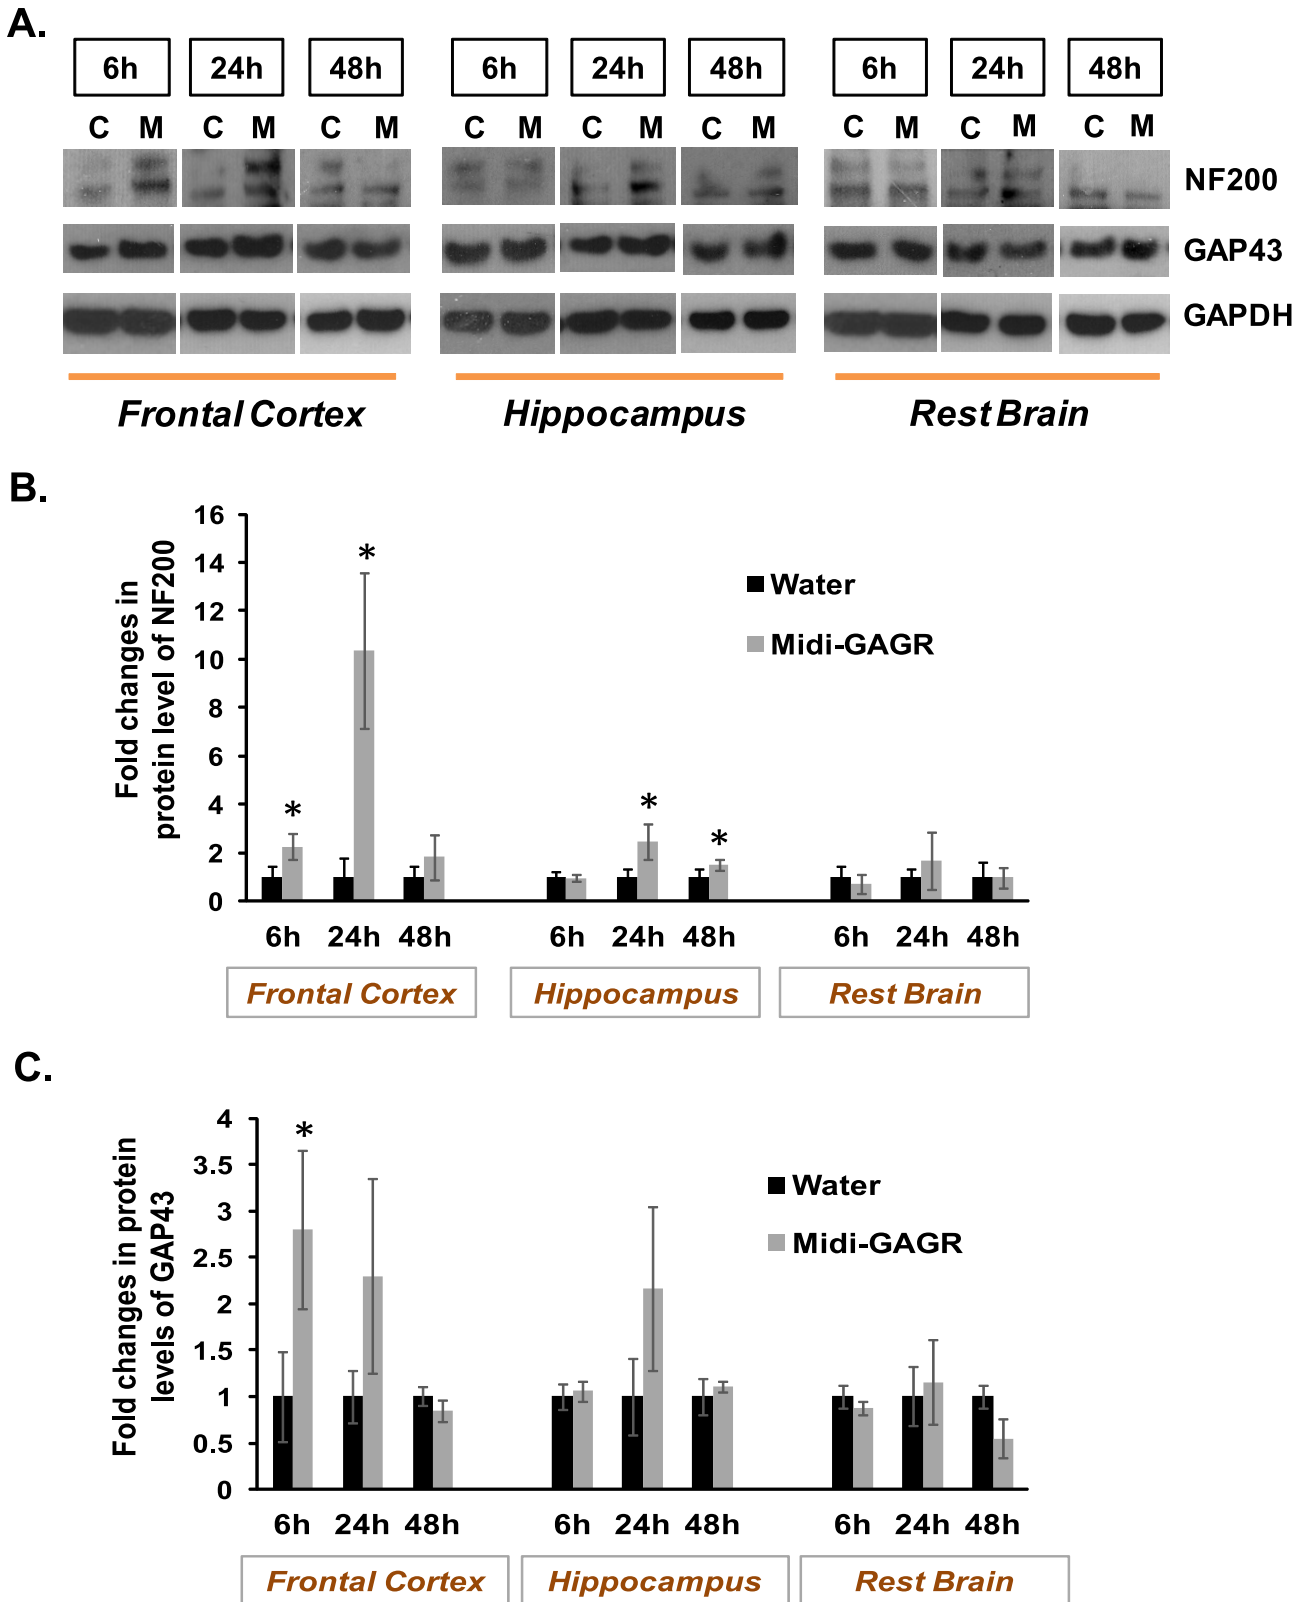 A.
6h 24h 48h 6h 24h 48h 6h 24h 48h
C M C M C M C M C M C M C M C M C M
NF200
GAP43
GAPDH
Frontal Cortex Hippocampus Rest Brain
B.
Fold changes in
protein level of NF200
16
14
12
10
8
6
4
2
0
* * * *
Water
Midi-GAGR
6h 24h 48h 6h 24h 48h 6h 24h 48h
Frontal Cortex Hippocampus Rest Brain
C.
Fold changes in protein
levels of GAP43
4
3.5
3
2.5
2
1.5
1
0.5
0
*
Water
Midi-GAGR
6h 24h 48h 6h 24h 48h 6h 24h 48h
Frontal Cortex Hippocampus Rest Brain